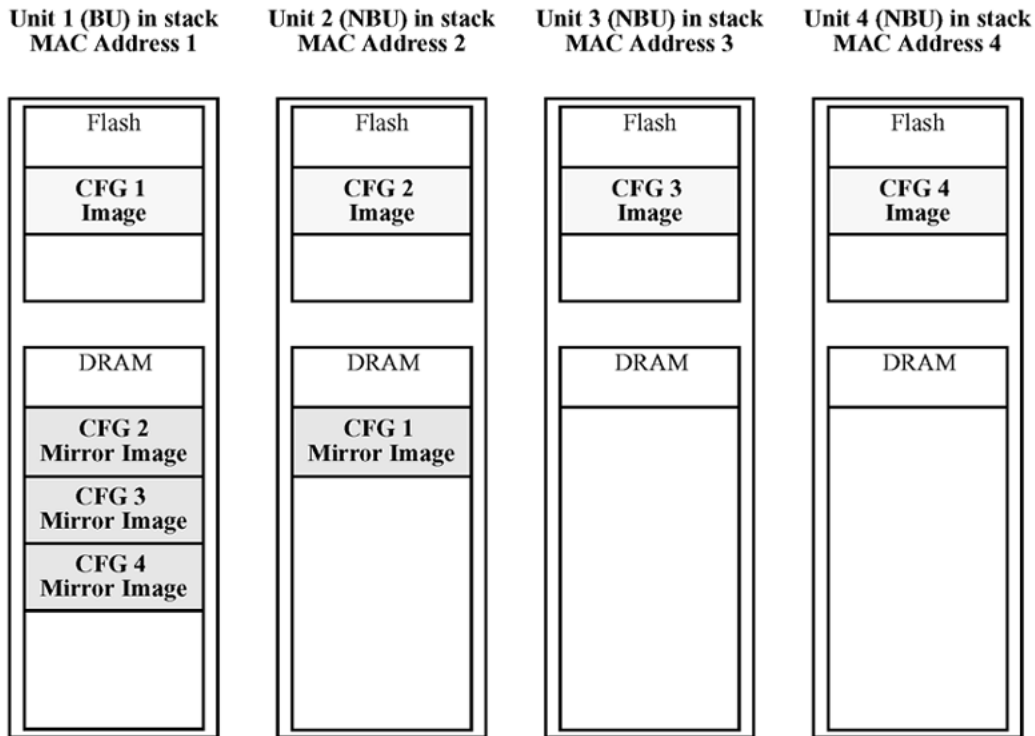 Unit 1 (BU) in stack
MAC Address 1
Unit 2 (NBU) in stack
MAC Address 2
Unit 3 (NBU) in stack
MAC Address 3
Unit 4 (NBU) in stack
MAC Address 4
Flash
CFG 1
Image
DRAM
CFG 2
Mirror Image
CFG 3
Mirror Image
CFG 4
Mirror Image
Flash
CFG 2
Image
DRAM
CFG 1
Mirror Image
Flash
CFG 3
Image
DRAM
Flash
CFG 4
Image
DRAM